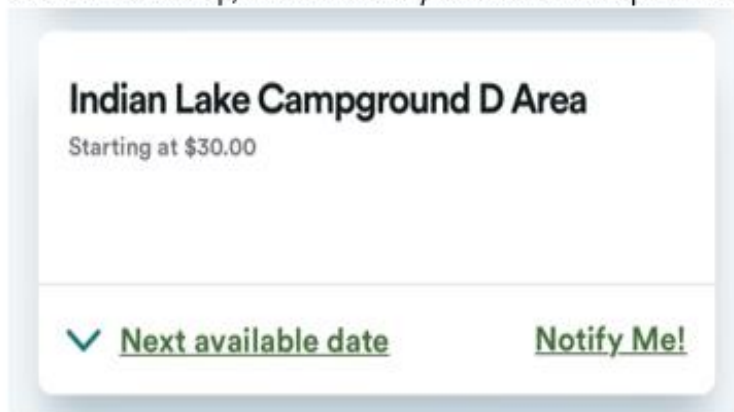 Indian Lake Campground D Area
Starting at $30.00
Next available date
Notify Me!